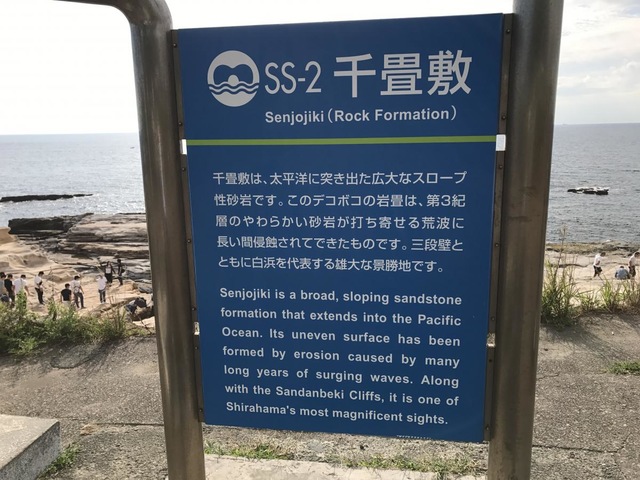 SS-2 千畳敷
Senjojiki(Rock Formation)
千畳敷は、太平洋に突き出た広大なスロープ
性砂岩です。このデコボコの岩畳は、第3紀
層のやわらかい砂岩が打ち寄せる荒波に
長い間侵蝕されてできたものです。三段壁と
ともに白浜を代表する雄大な景勝地です。
Senjojiki is a broad, sloping sandstone
formation that extends into the Pacific
Ocean. Its uneven surface has been
formed by erosion caused by many
long years of surging waves. Along
with the Sandanbeki Cliffs, it is one of
Shirahama's most magnificent sights.